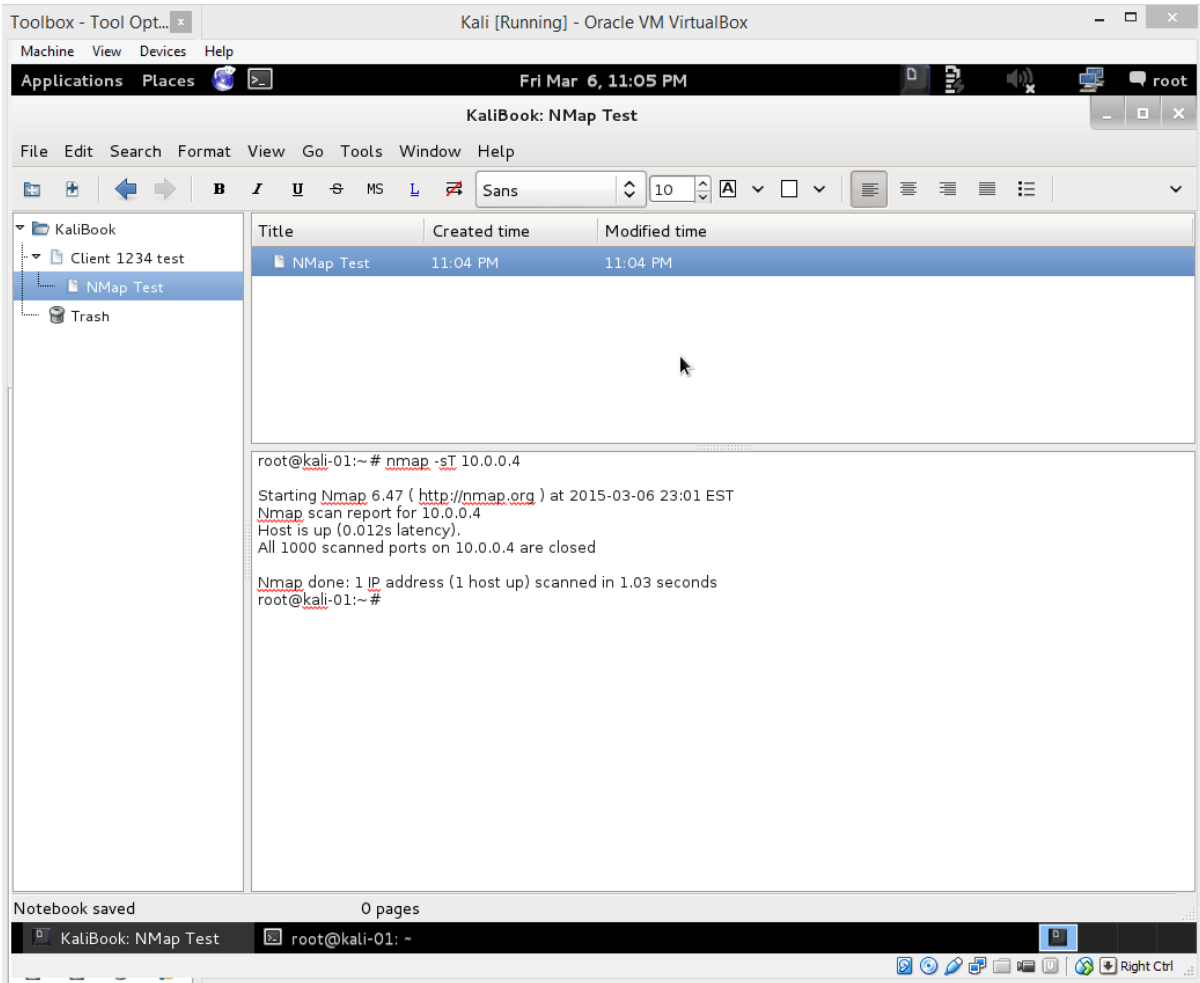 Toolbox - Tool Opt... x
Kali [Running] - Oracle VM VirtualBox
Machine View Devices Help
Applications Places Fri Mar 6, 11:05 PM root
KaliBook: NMap Test
File Edit Search Format View Go Tools Window Help
B I U S MS L Sans 10 A
KaliBook
Client 1234 test
NMap Test
Trash
Title Created time Modified time
NMap Test 11:04 PM 11:04 PM
root@kali-01:~# nmap -sT 10.0.0.4
Starting Nmap 6.47 ( http://nmap.org ) at 2015-03-06 23:01 EST
Nmap scan report for 10.0.0.4
Host is up (0.012s latency).
All 1000 scanned ports on 10.0.0.4 are closed
Nmap done: 1 IP address (1 host up) scanned in 1.03 seconds
root@kali-01:~#
Notebook saved 0 pages
KaliBook: NMap Test root@kali-01: ~
Right Ctrl